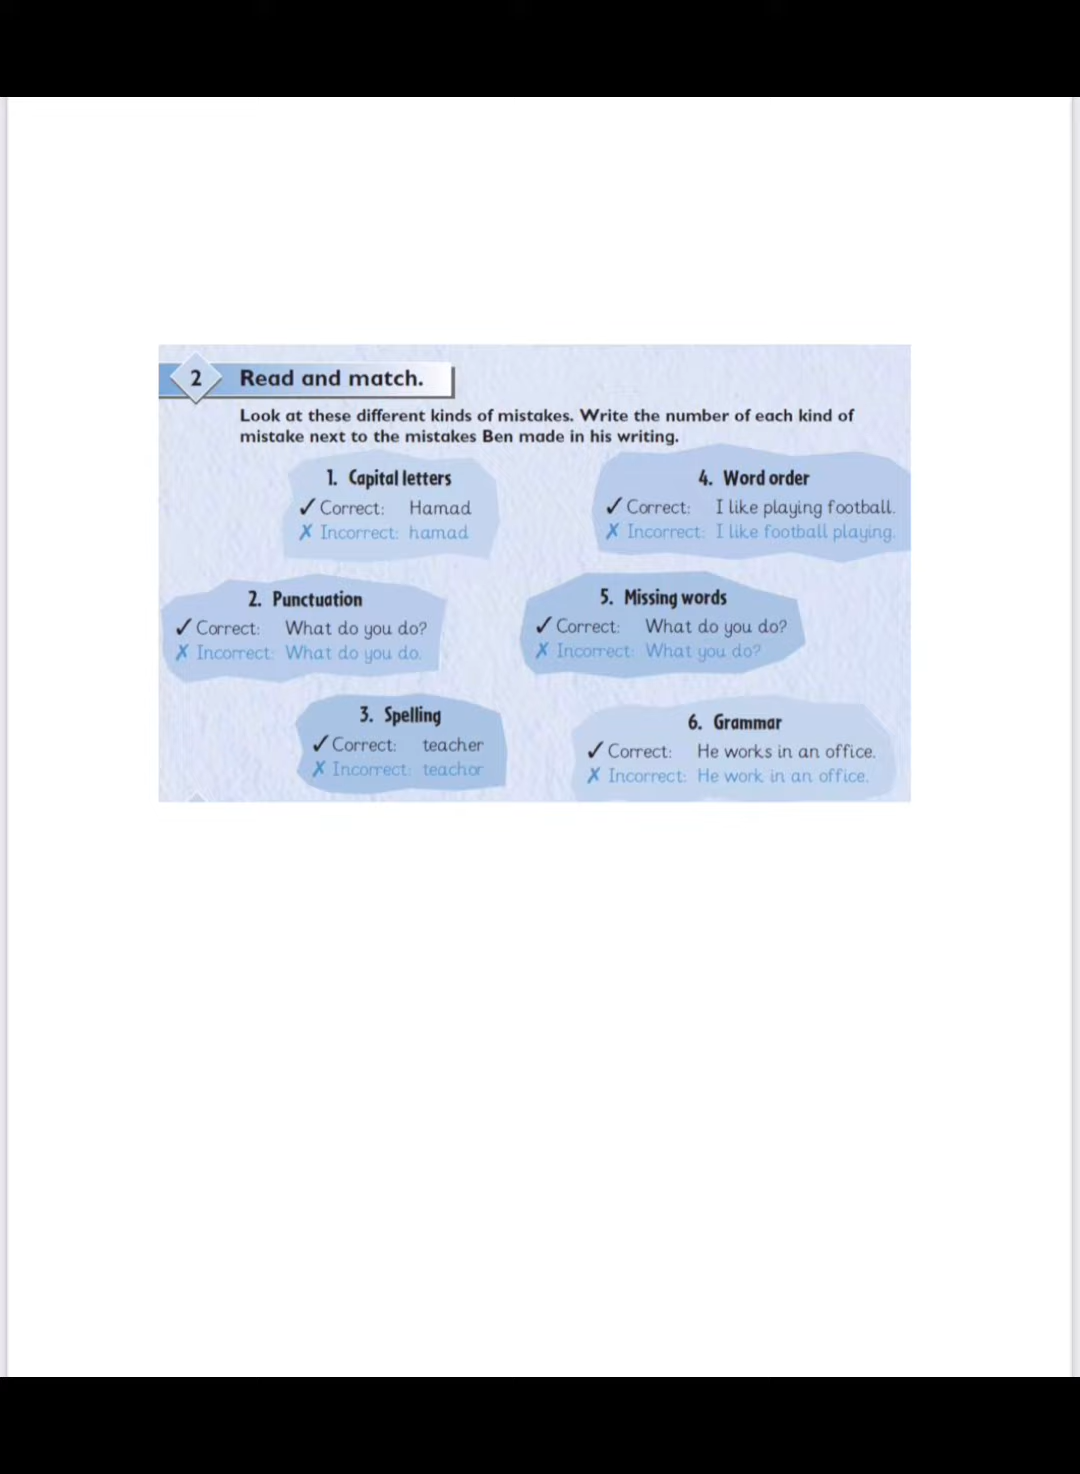 2 Read and match.
Look at these different kinds of mistakes. Write the number of each kind of
mistake next to the mistakes Ben made in his writing.
1. Capital letters
✓ Correct: Hamad
✗ Incorrect: hamad
2. Punctuation
✓ Correct: What do you do?
✗ Incorrect: What do you do.
3. Spelling
✓ Correct: teacher
✗ Incorrect: teachor
4. Word order
✓ Correct: I like playing football.
✗ Incorrect: I like football playing.
5. Missing words
✓ Correct: What do you do?
✗ Incorrect: What you do?
6. Grammar
✓ Correct: He works in an office.
✗ Incorrect: He work in an office.